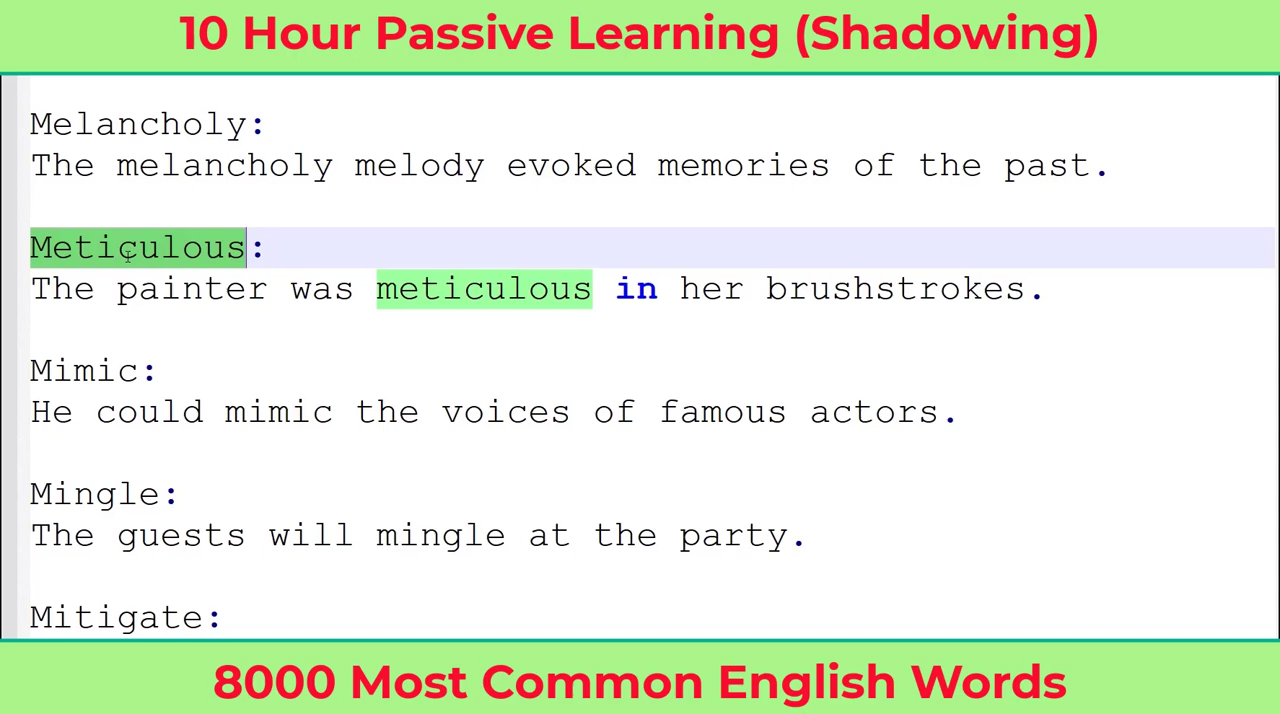 10 Hour Passive Learning (Shadowing)
Melancholy:
The melancholy melody evoked memories of the past.
Meticulous:
The painter was meticulous in her brushstrokes.
Mimic:
He could mimic the voices of famous actors.
Mingle:
The guests will mingle at the party.
Mitigate:
8000 Most Common English Words